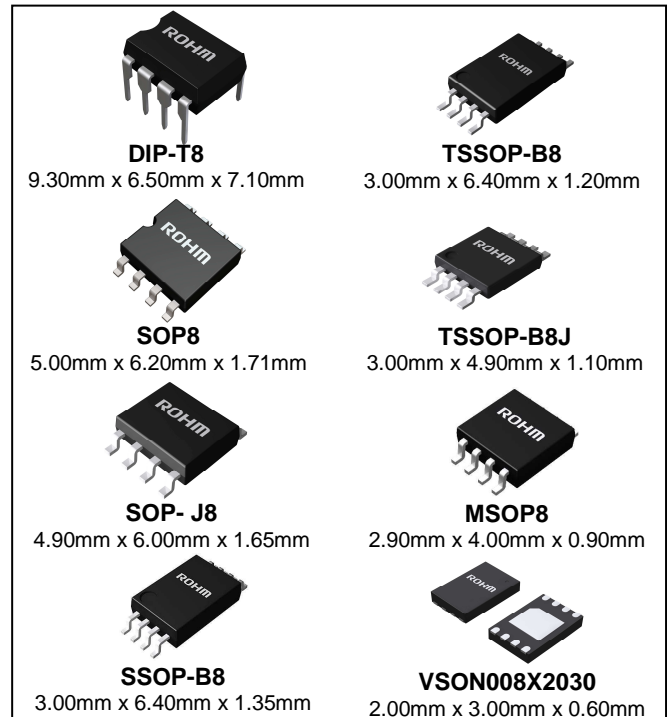 ROHM
DIP-T8
9.30mm x 6.50mm x 7.10mm
ROHM
TSSOP-B8
3.00mm x 6.40mm x 1.20mm
ROHM
SOP8
5.00mm x 6.20mm x 1.71mm
ROHM
TSSOP-B8J
3.00mm x 4.90mm x 1.10mm
ROHM
SOP- J8
4.90mm x 6.00mm x 1.65mm
ROHM
MSOP8
2.90mm x 4.00mm x 0.90mm
ROHM
SSOP-B8
3.00mm x 6.40mm x 1.35mm
ROHM
VSON008X2030
2.00mm x 3.00mm x 0.60mm